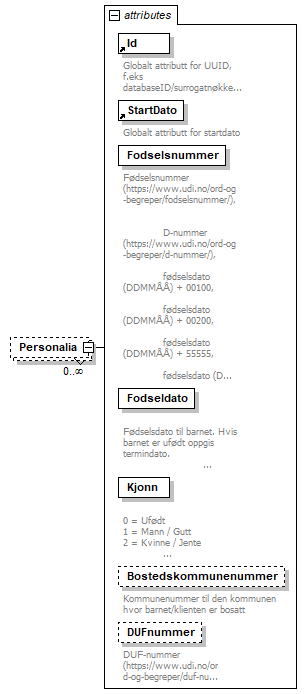 attributes
Id
Globalt attributt for UUID,
f.eks
databaseID/surrogatnøkke...
StartDato
Globalt attributt for startdato
Fodselsnummer
Fødselsnummer
(https://www.udi.no/ord-og
-begreper/fodselsnummer/),
D-nummer
(https://www.udi.no/ord-og
-begreper/d-nummer/),
fødselsdato
(DDMMÅÅ) + 00100,
fødselsdato
(DDMMÅÅ) + 00200,
fødselsdato
(DDMMÅÅ) + 55555,
fødselsdato (D...
Personalia
0..∞
Fodseldato
Fødselsdato til barnet. Hvis
barnet er ufødt oppgis
termindato.
...
Kjonn
0 = Ufødt
1 = Mann / Gutt
2 = Kvinne / Jente
...
Bostedskommunenummer
Kommunenummer til den kommunen
hvor barnet/klienten er bosatt
DUFnummer
DUF-nummer
(https://www.udi.no/or
d-og-begreper/duf-nu...